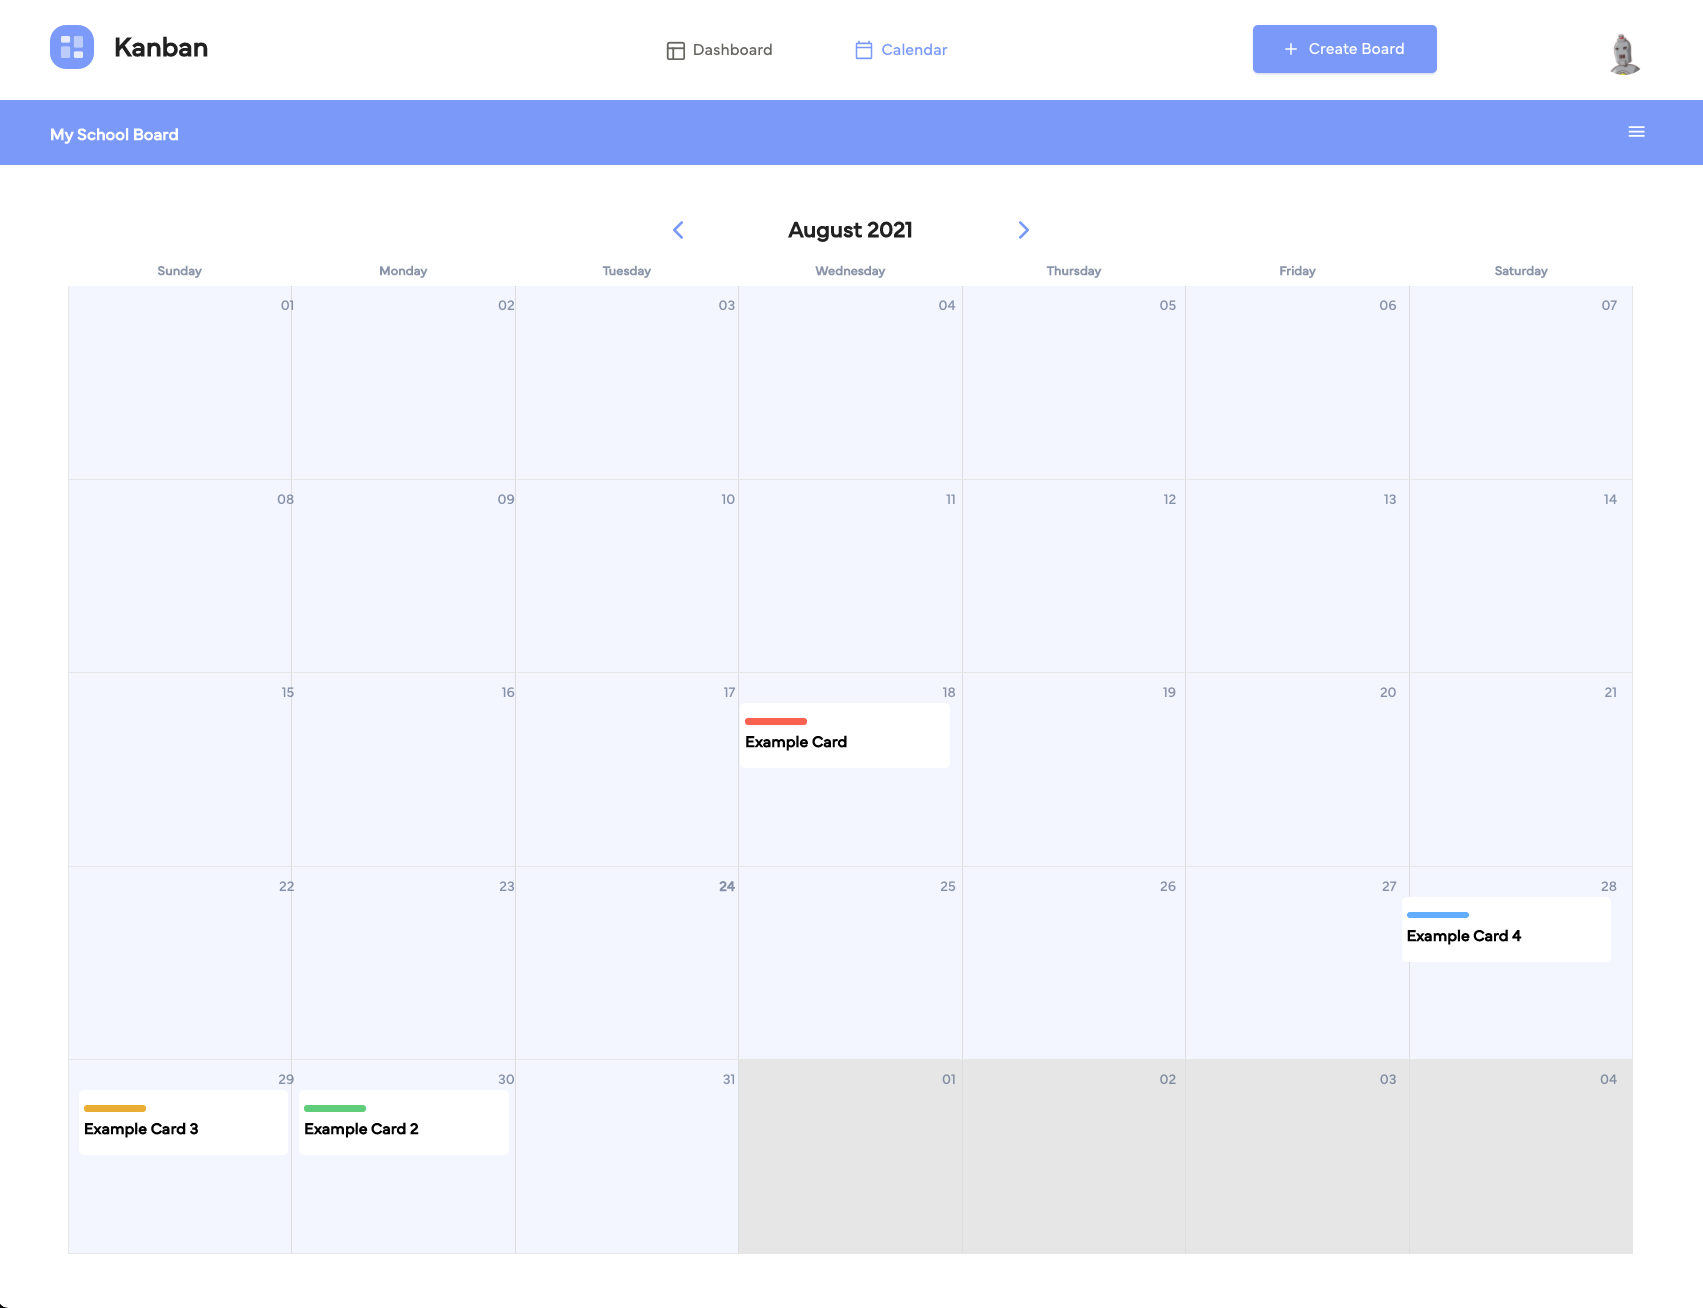 Kanban
Dashboard
Calendar
+ Create Board
My School Board
August 2021
Sunday Monday Tuesday Wednesday Thursday Friday Saturday
01 02 03 04 05 06 07
08 09 10 11 12 13 14
15 16 17 18 19 20 21
Example Card
22 23 24 25 26 27 28
Example Card 4
29 30 31 01 02 03 04
Example Card 3 Example Card 2